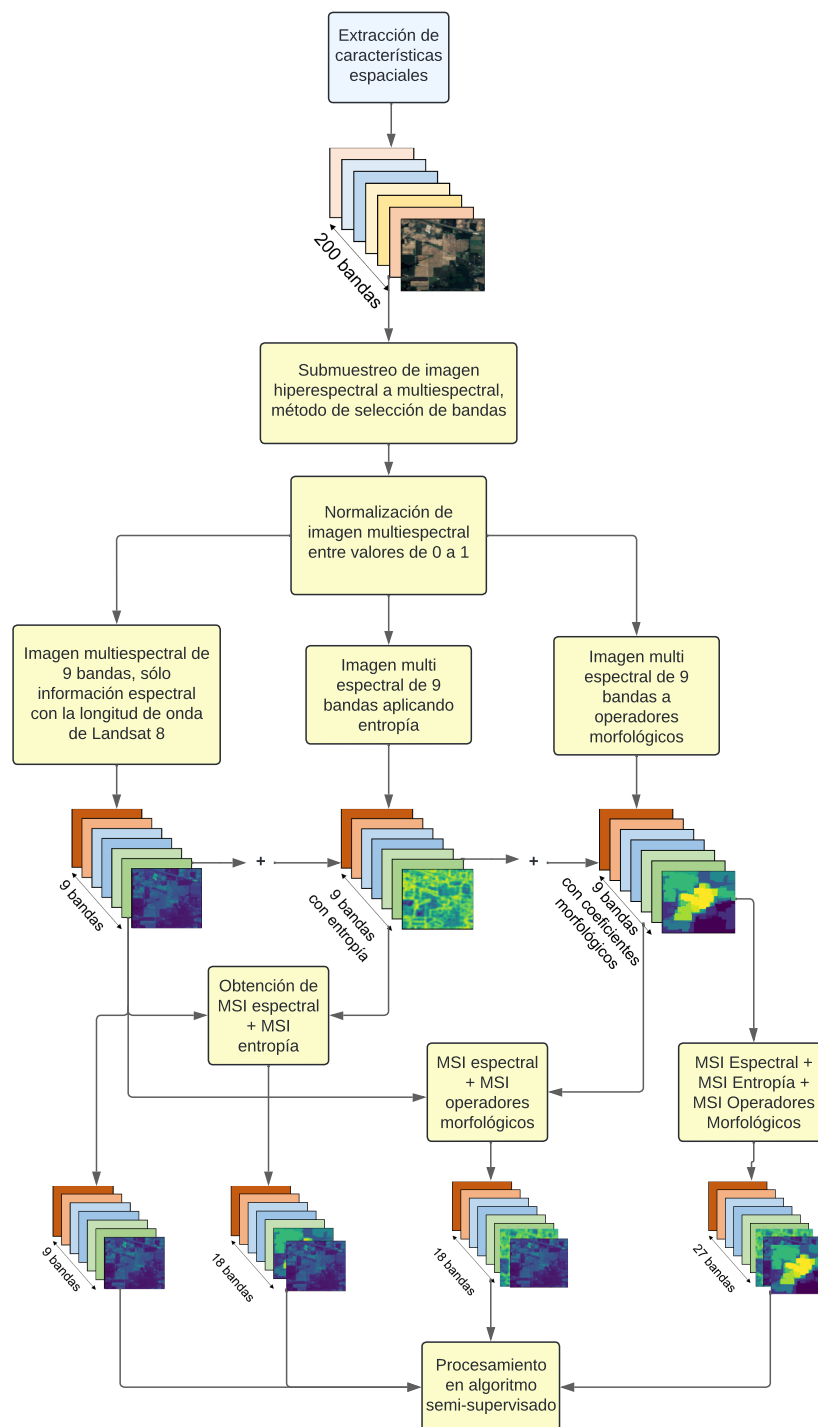 Extracción de
características
espaciales
200 bandas
Submuestreo de imagen
hiperespectral a multiespectral,
método de selección de bandas
Normalización de
imagen multiespectral
entre valores de 0 a 1
Imagen multiespectral de
9 bandas, sólo
información espectral
con la longitud de onda
de Landsat 8
Imagen multi
espectral de 9
bandas aplicando
entropía
Imagen multi
espectral de 9
bandas a
operadores
morfológicos
9 bandas
+
9 bandas
con entropía
+
9 bandas
con coeficientes
morfológicos
Obtención de
MSI espectral
+ MSI
entropía
MSI espectral
+ MSI
operadores
morfológicos
MSI Espectral +
MSI Entropía +
MSI Operadores
Morfológicos
9 bandas
18 bandas
18 bandas
27 bandas
Procesamiento
en algoritmo
semi-supervisado